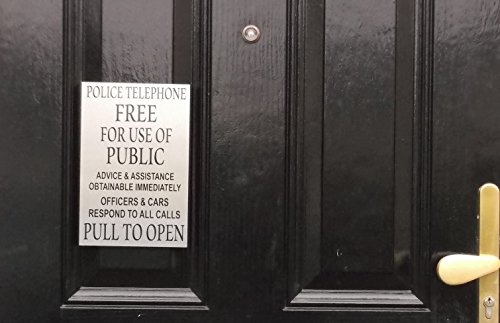 POLICE TELEPHONE
FREE
FOR USE OF
PUBLIC
ADVICE & ASSISTANCE
OBTAINABLE IMMEDIATELY
OFFICERS & CARS
RESPOND TO ALL CALLS
PULL TO OPEN